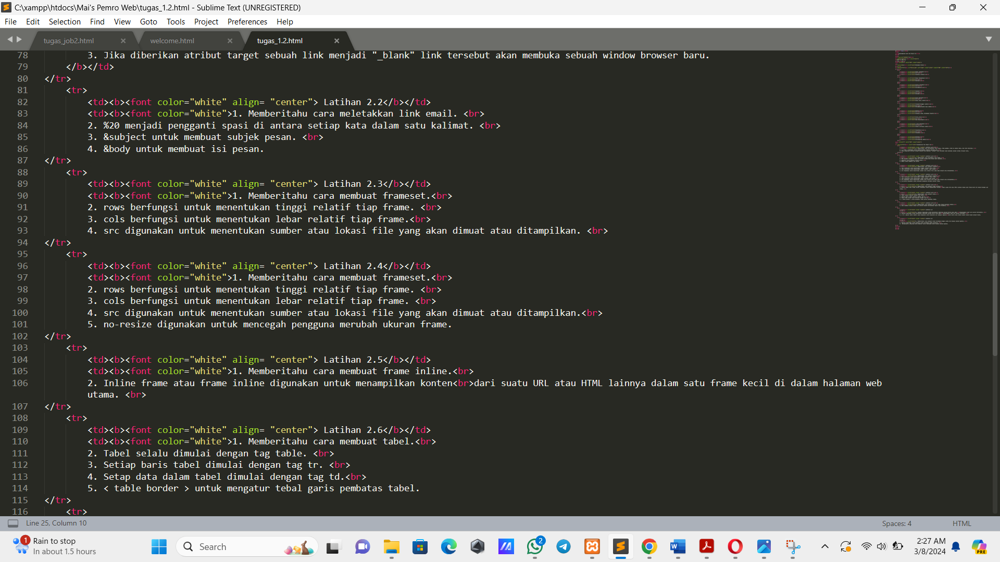 C:\xampp\htdocs\Mai's Pemro Web\tugas_1.2.html - Sublime Text (UNREGISTERED)
File Edit Selection Find View Goto Tools Project Preferences Help
tugas_job2.html welcome.html tugas_1.2.html
78 3. Jika diberikan atribut target sebuah link menjadi "_blank" link tersebut akan membuka sebuah window browser baru.
79 </b></td>
80 </tr>
81 <tr>
82 <td><b><font color="white" align= "center"> Latihan 2.2</b></td>
83 <td><b><font color="white">1. Memberitahu cara meletakkan link email. <br>
84 2. %20 menjadi pengganti spasi di antara setiap kata dalam satu kalimat. <br>
85 3. &subject untuk membuat subjek pesan. <br>
86 4. &body untuk membuat isi pesan.
87 </tr>
88 <tr>
89 <td><b><font color="white" align= "center"> Latihan 2.3</b></td>
90 <td><b><font color="white">1. Memberitahu cara membuat frameset.<br>
91 2. rows berfungsi untuk menentukan tinggi relatif tiap frame. <br>
92 3. cols berfungsi untuk menentukan lebar relatif tiap frame.<br>
93 4. src digunakan untuk menentukan sumber atau lokasi file yang akan dimuat atau ditampilkan. <br>
94 </tr>
95 <tr>
96 <td><b><font color="white" align= "center"> Latihan 2.4</b></td>
97 <td><b><font color="white">1. Memberitahu cara membuat frameset.<br>
98 2. rows berfungsi untuk menentukan tinggi relatif tiap frame. <br>
99 3. cols berfungsi untuk menentukan lebar relatif tiap frame. <br>
100 4. src digunakan untuk menentukan sumber atau lokasi file yang akan dimuat atau ditampilkan.<br>
101 5. no-resize digunakan untuk mencegah pengguna merubah ukuran frame.
102 </tr>
103 <tr>
104 <td><b><font color="white" align= "center"> Latihan 2.5</b></td>
105 <td><b><font color="white">1. Memberitahu cara membuat frame inline.<br>
106 2. Inline frame atau frame inline digunakan untuk menampilkan konten<br>dari suatu URL atau HTML lainnya dalam satu frame kecil di dalam halaman web
utama. <br>
107 </tr>
108 <tr>
109 <td><b><font color="white" align= "center"> Latihan 2.6</b></td>
110 <td><b><font color="white">1. Memberitahu cara membuat tabel.<br>
111 2. Tabel selalu dimulai dengan tag table. <br>
112 3. Setiap baris tabel dimulai dengan tag tr. <br>
113 4. Setap data dalam tabel dimulai dengan tag td.<br>
114 5. < table border > untuk mengatur tebal garis pembatas tabel.
115 </tr>
116 <tr>
Line 25, Column 10 Spaces: 4 HTML
1 Rain to stop
In about 1.5 hours
Search
2
2:27 AM
3/8/2024
PRE